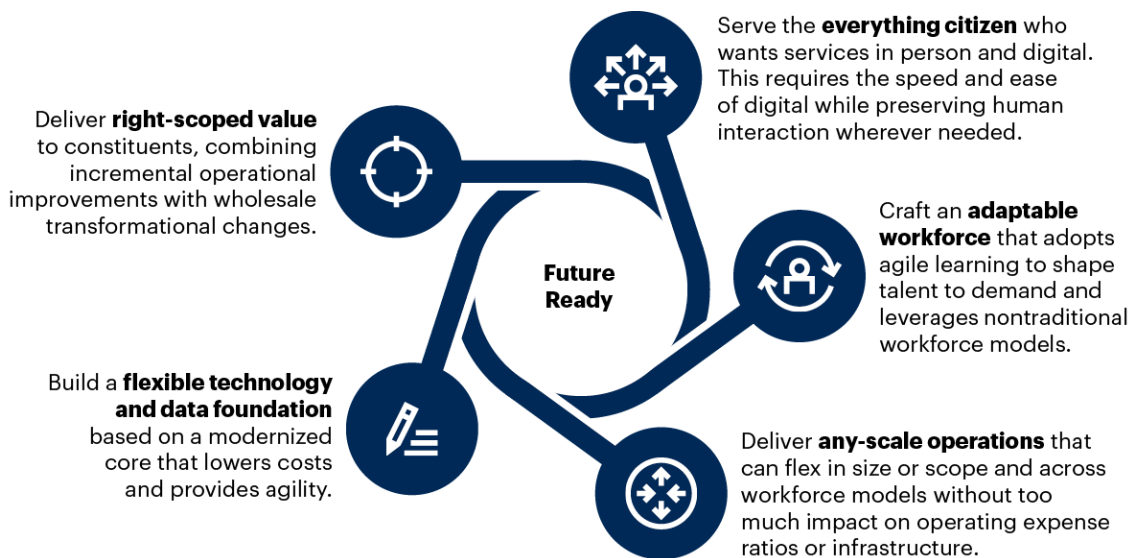 Serve the everything citizen who
wants services in person and digital.
This requires the speed and ease
of digital while preserving human
interaction wherever needed.
Deliver right-scoped value
to constituents, combining
incremental operational
improvements with wholesale
transformational changes.
Craft an adaptable
workforce that adopts
agile learning to shape
talent to demand and
leverages nontraditional
workforce models.
Future
Ready
Build a flexible technology
and data foundation
based on a modernized
core that lowers costs
and provides agility.
Deliver any-scale operations that
can flex in size or scope and across
workforce models without too
much impact on operating expense
ratios or infrastructure.